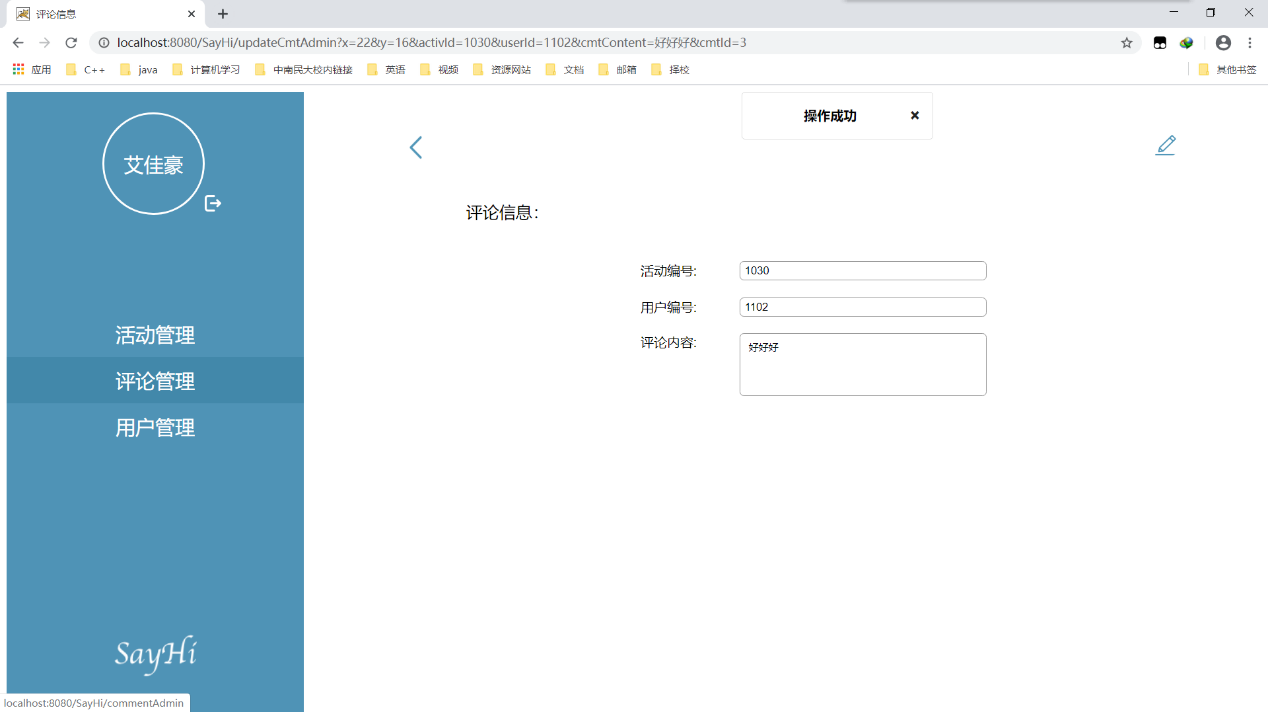 评论信息
localhost:8080/SayHi/updateCmtAdmin?x=22&y=16&activId=1030&userId=1102&cmtContent=好好好&cmtId=3
应用 C++ java 计算机学习 中南民大校内链接 英语 视频 资源网站 文档 邮箱 择校 其他书签
操作成功
艾佳豪
评论信息:
活动编号: 1030
用户编号: 1102
评论内容: 好好好
活动管理
评论管理
用户管理
SayHi
localhost:8080/SayHi/commentAdmin